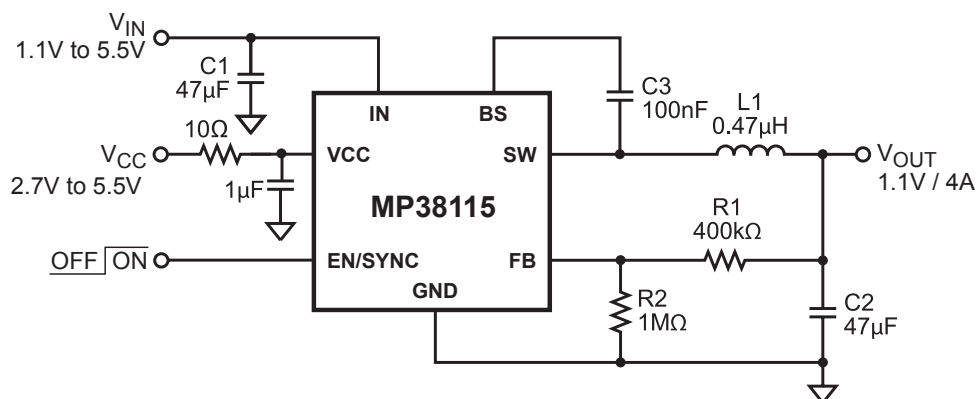 VIN
1.1V to 5.5V
C1
47µF
IN
BS
C3
100nF
L1
0.47µH
10Ω
VCC
2.7V to 5.5V
1µF
VCC
SW
VOUT
1.1V / 4A
MP38115
R1
400kΩ
OFF ON
EN/SYNC
FB
GND
R2
1MΩ
C2
47µF